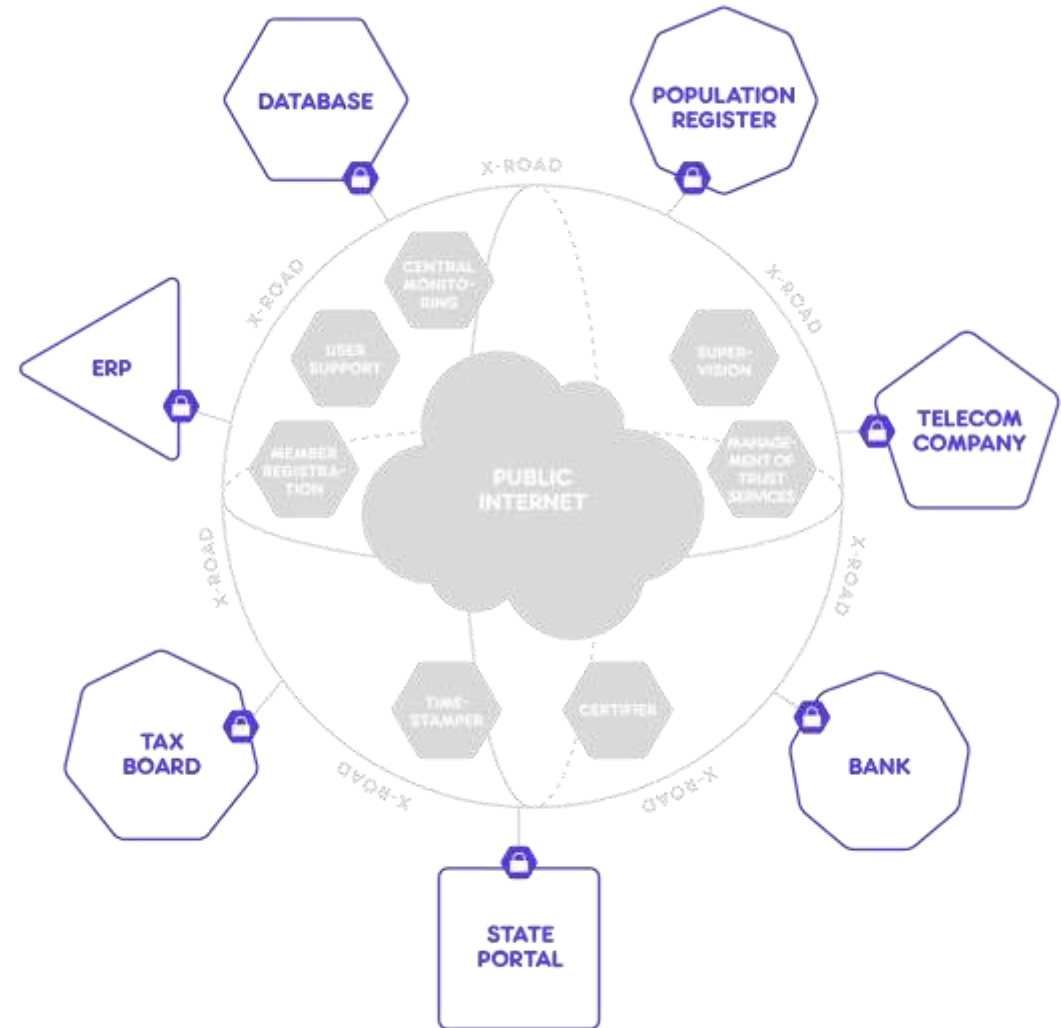 DATABASE
POPULATION
REGISTER
X-ROAD
X-ROAD
X-ROAD
CENTRAL
MONITO-
RING
USER
SUPPORT
SUPER-
VISION
ERP
TELECOM
COMPANY
MEMBER
REGISTRA-
TION
PUBLIC
INTERNET
MANAGE-
MENT OF
TRUST
SERVICES
X-ROAD
X-ROAD
TIME-
STAMPER
CERTIFIER
TAX
BOARD
BANK
X-ROAD
X-ROAD
STATE
PORTAL